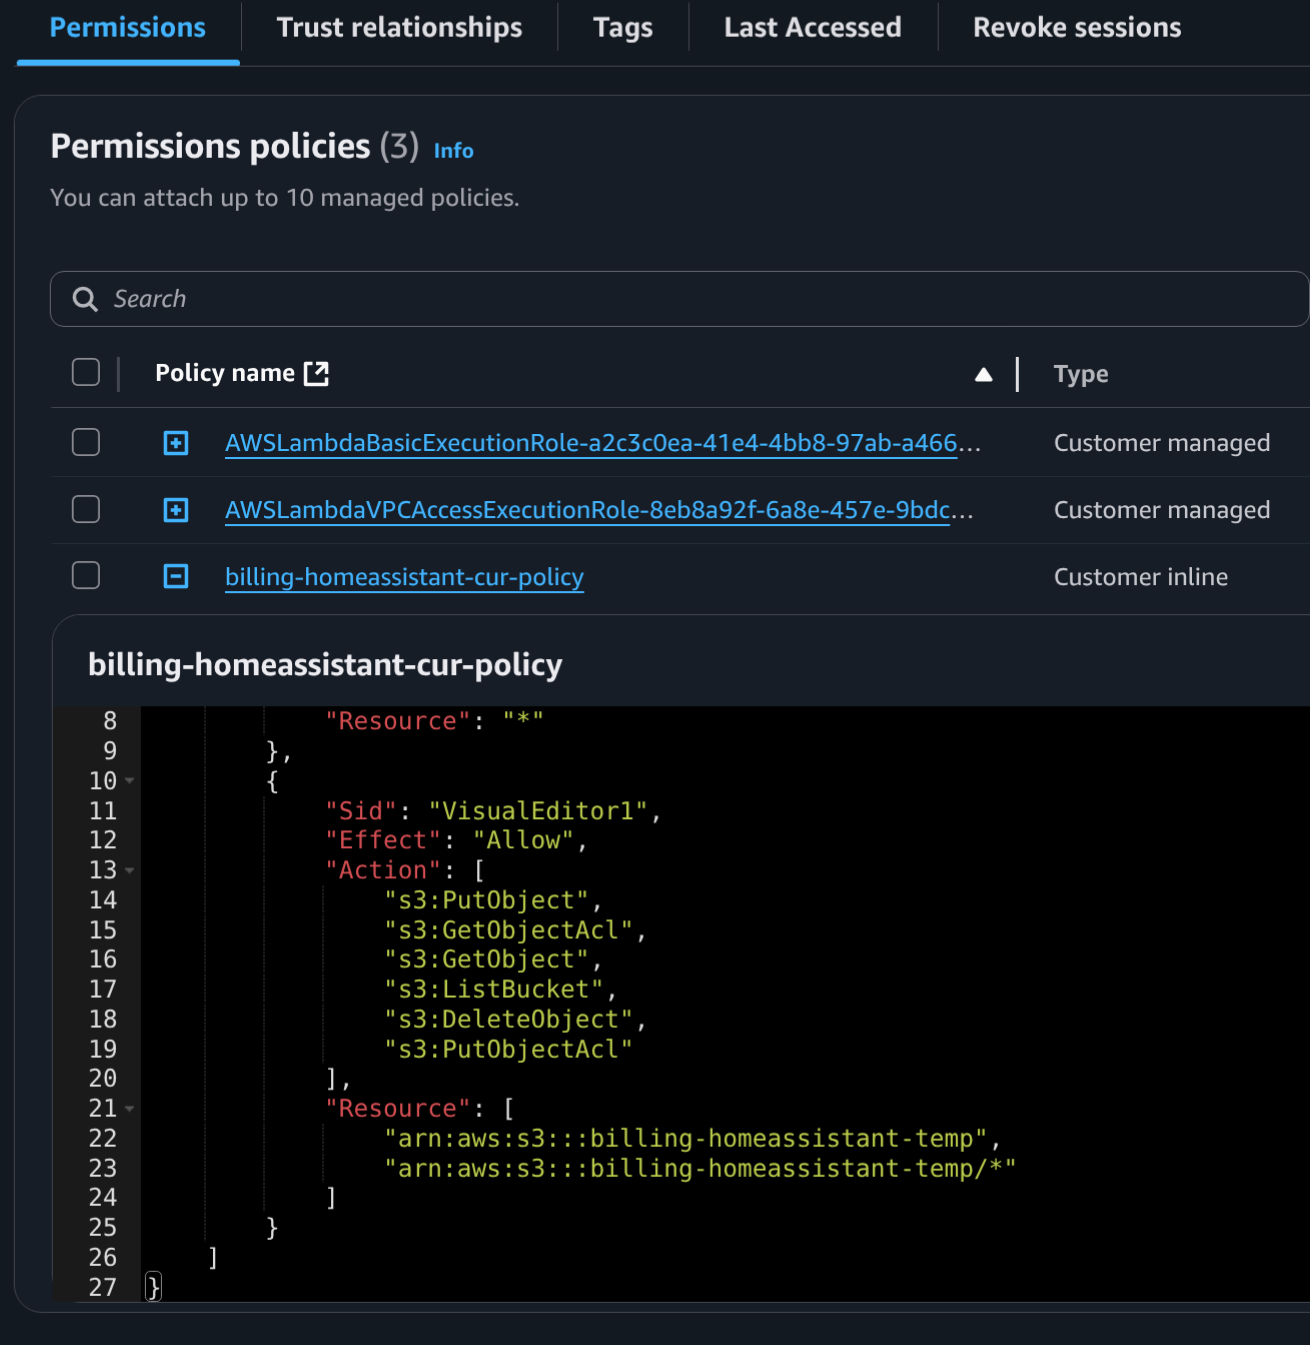 Permissions Trust relationships Tags Last Accessed Revoke sessions
Permissions policies (3) Info
You can attach up to 10 managed policies.
Search
Policy name Type
AWSLambdaBasicExecutionRole-a2c3c0ea-41e4-4bb8-97ab-a466... Customer managed
AWSLambdaVPCAccessExecutionRole-8eb8a92f-6a8e-457e-9bdc... Customer managed
billing-homeassistant-cur-policy Customer inline
billing-homeassistant-cur-policy
8 "Resource": "*"
9 },
10 {
11 "Sid": "VisualEditor1",
12 "Effect": "Allow",
13 "Action": [
14 "s3:PutObject",
15 "s3:GetObjectAcl",
16 "s3:GetObject",
17 "s3:ListBucket",
18 "s3:DeleteObject",
19 "s3:PutObjectAcl"
20 ],
21 "Resource": [
22 "arn:aws:s3:::billing-homeassistant-temp",
23 "arn:aws:s3:::billing-homeassistant-temp/*"
24 ]
25 }
26 ]
27 }